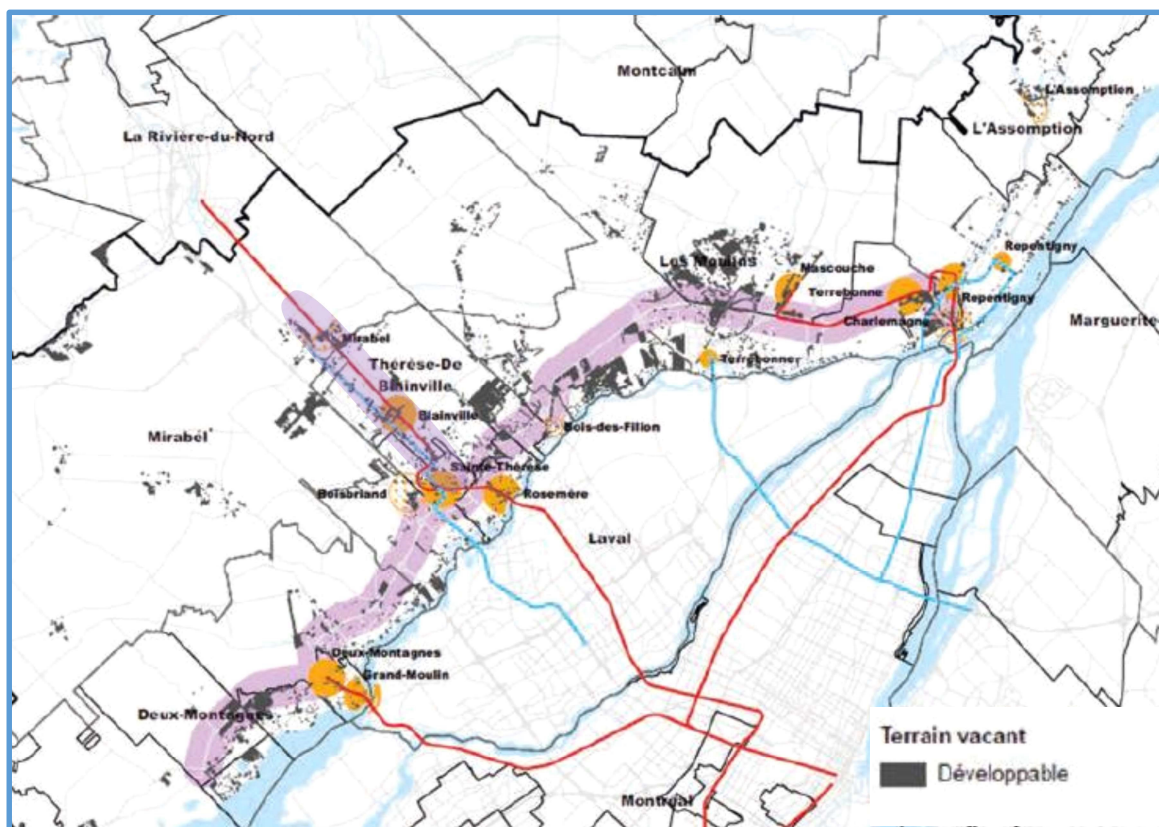 Montcalm
L'Assomption
L'Assomption
La Rivière-du-Nord
Repentigny
Les Moulins
Mascouche
Terrebonne
Repentigny
Charlemagne
Marguerite-
Mirabel
Thérèse-De
Blainville
Terrebonne
Blainville
Mirabel
Bois-des-Filion
Sainte-Thérèse
Boisbriand
Rosemère
Laval
Deux-Montagnes
Grand-Moulin
Deux-Montagnes
Terrain vacant
Développable
Montréal